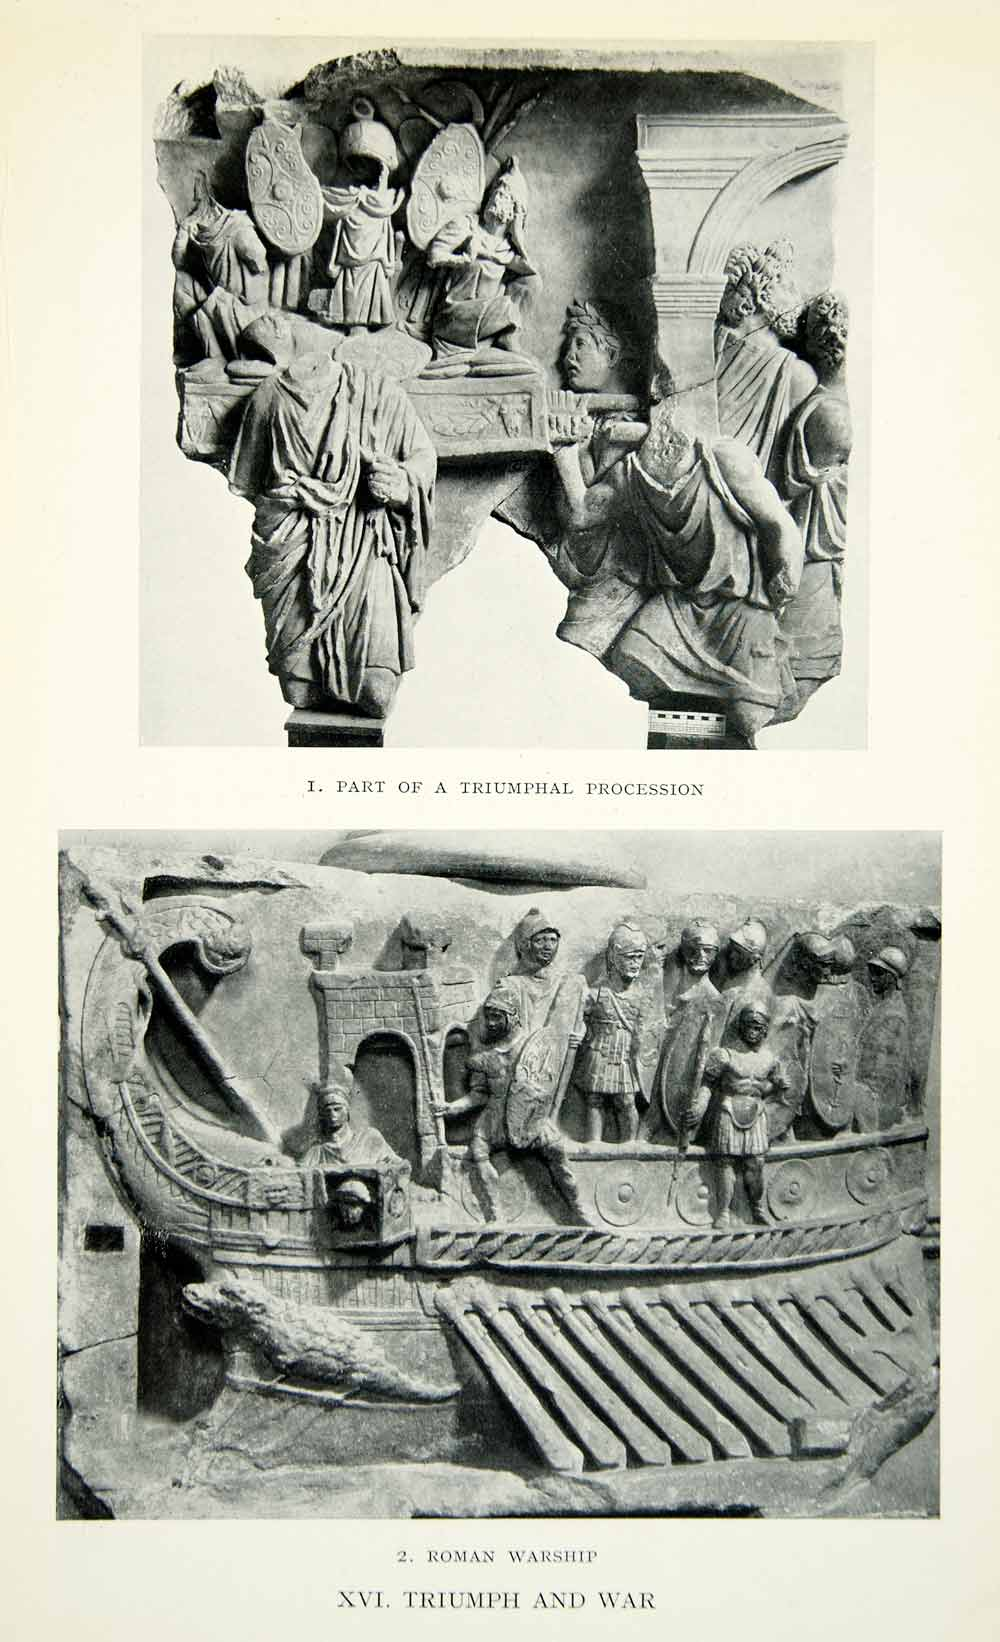 1. PART OF A TRIUMPHAL PROCESSION
2. ROMAN WARSHIP
XVI. TRIUMPH AND WAR